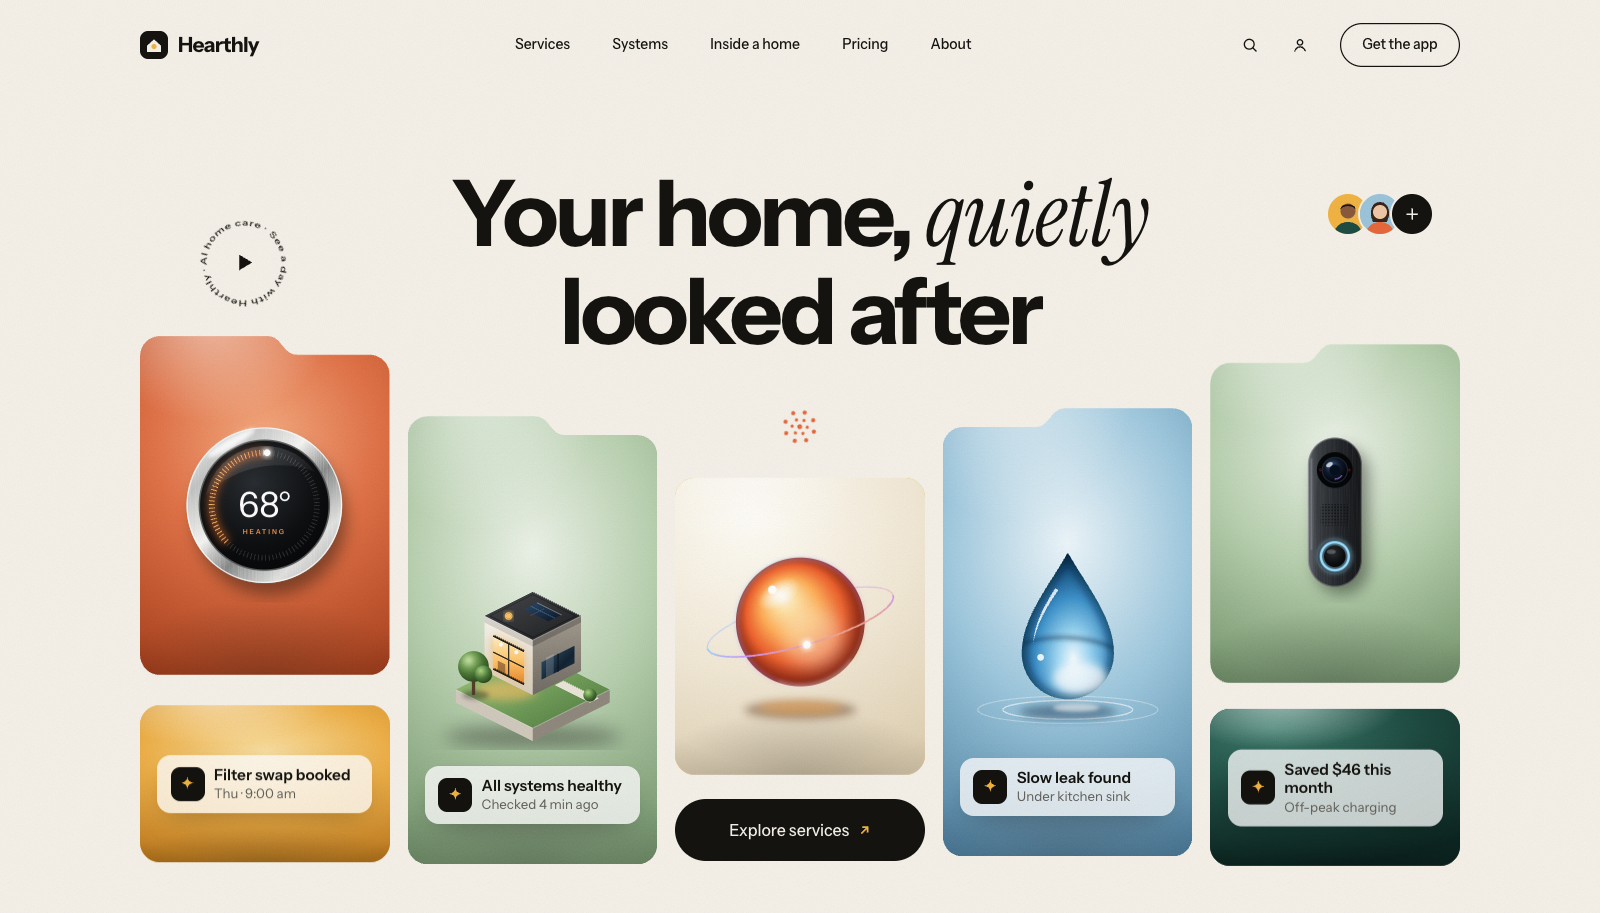 Hearthly
Services
Systems
Inside a home
Pricing
About
Get the app
Your home, quietly
looked after
AI home care · See a day with Hearthly ·
68°
HEATING
Filter swap booked
Thu · 9:00 am
All systems healthy
Checked 4 min ago
Explore services
Slow leak found
Under kitchen sink
Saved $46 this
month
Off-peak charging